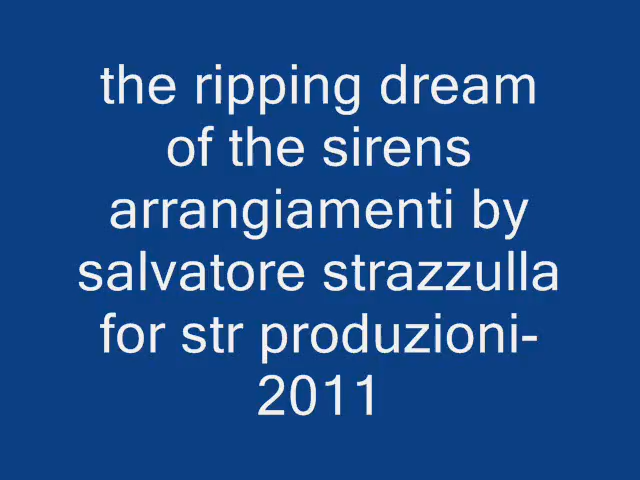 the ripping dream
of the sirens
arrangiamenti by
salvatore strazzulla
for str produzioni-
2011